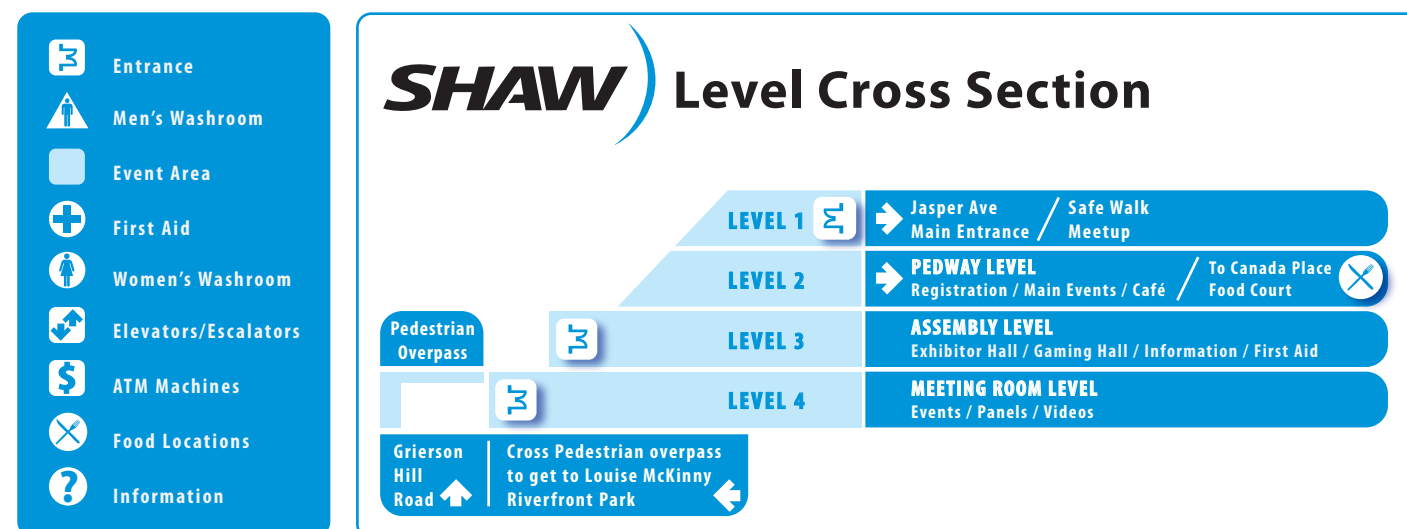 Entrance
Men's Washroom
Event Area
First Aid
Women's Washroom
Elevators/Escalators
$
ATM Machines
Food Locations
?
Information
SHAW) Level Cross Section
LEVEL 1
Jasper Ave
Main Entrance /
Safe Walk
Meetup
LEVEL 2
PEDWAY LEVEL
Registration / Main Events / Café /
To Canada Place
Food Court
Pedestrian
Overpass
LEVEL 3
ASSEMBLY LEVEL
Exhibitor Hall / Gaming Hall / Information / First Aid
LEVEL 4
MEETING ROOM LEVEL
Events / Panels / Videos
Grierson
Hill
Road
Cross Pedestrian overpass
to get to Louise McKinny
Riverfront Park